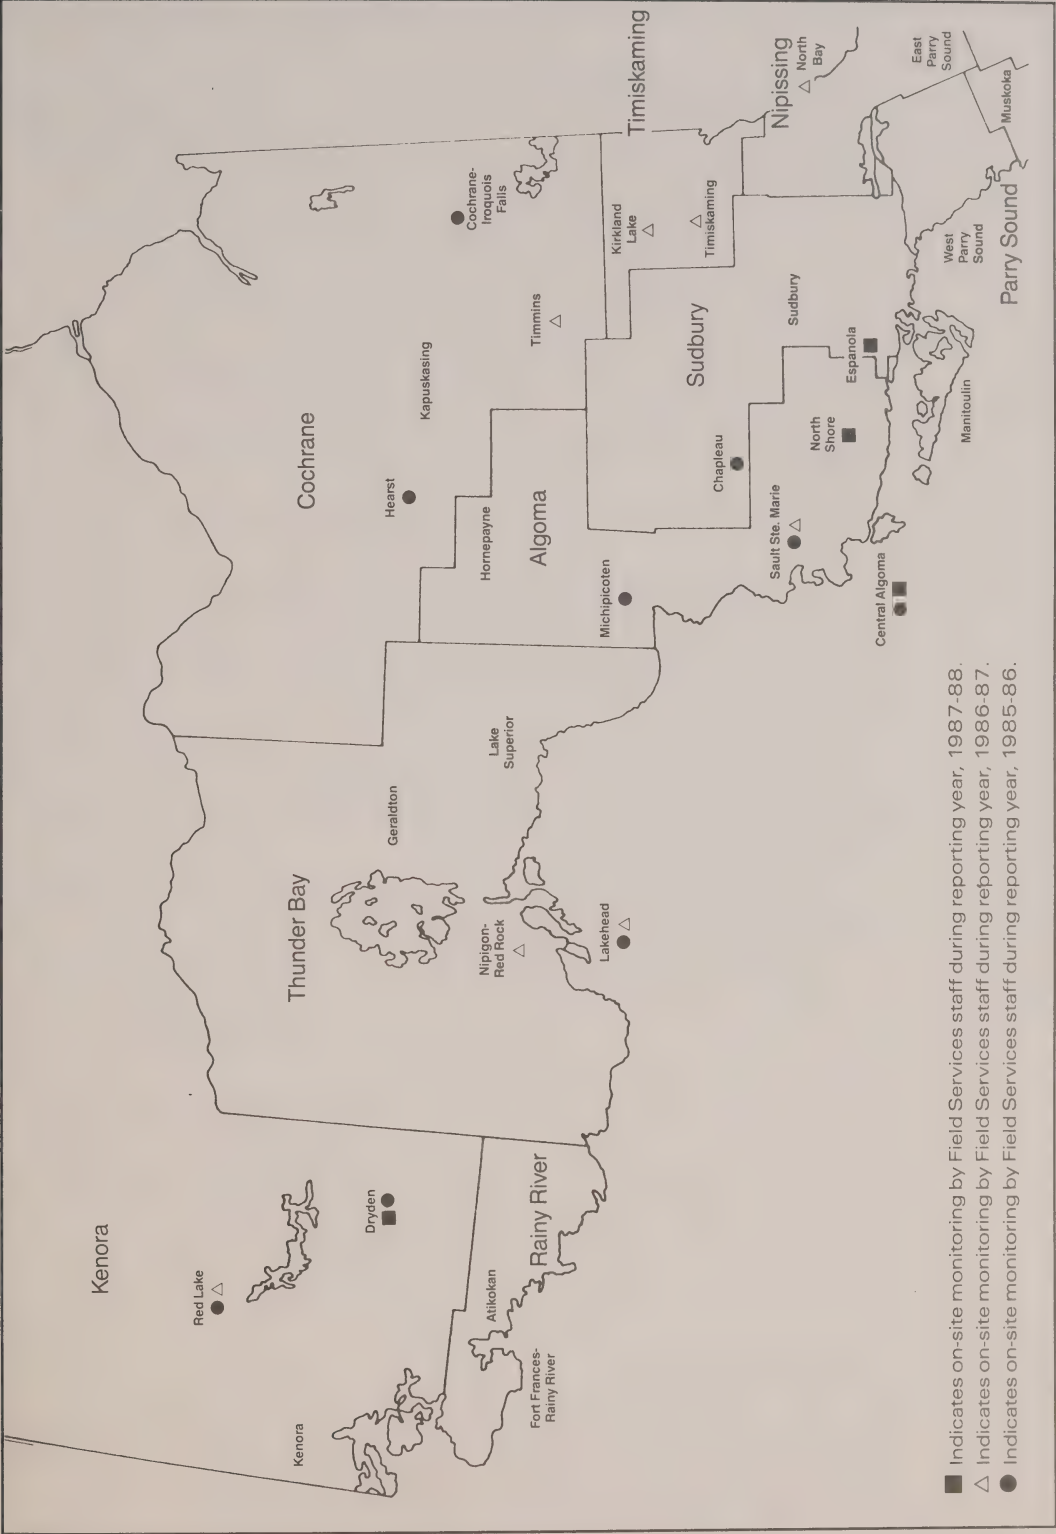 Kenora
Red Lake
Dryden
Kenora
Atikokan
Rainy River
Fort Frances-
Rainy River
Thunder Bay
Geraldton
Nipigon-
Red Rock
Lakehead
Lake
Superior
Cochrane
Hearst
Kapuskasing
Cochrane-
Iroquois
Falls
Timmins
Hornepayne
Algoma
Michipicoten
Chapleau
Sault Ste. Marie
Central Algoma
North
Shore
Espanola
Sudbury
Sudbury
Manitoulin
Timiskaming
Kirkland
Lake
Timiskaming
Nipissing
North
Bay
East
Parry
Sound
Muskoka
West
Parry
Sound
Parry Sound
■ Indicates on-site monitoring by Field Services staff during reporting year, 1987-88.
△ Indicates on-site monitoring by Field Services staff during reporting year, 1986-87.
● Indicates on-site monitoring by Field Services staff during reporting year, 1985-86.